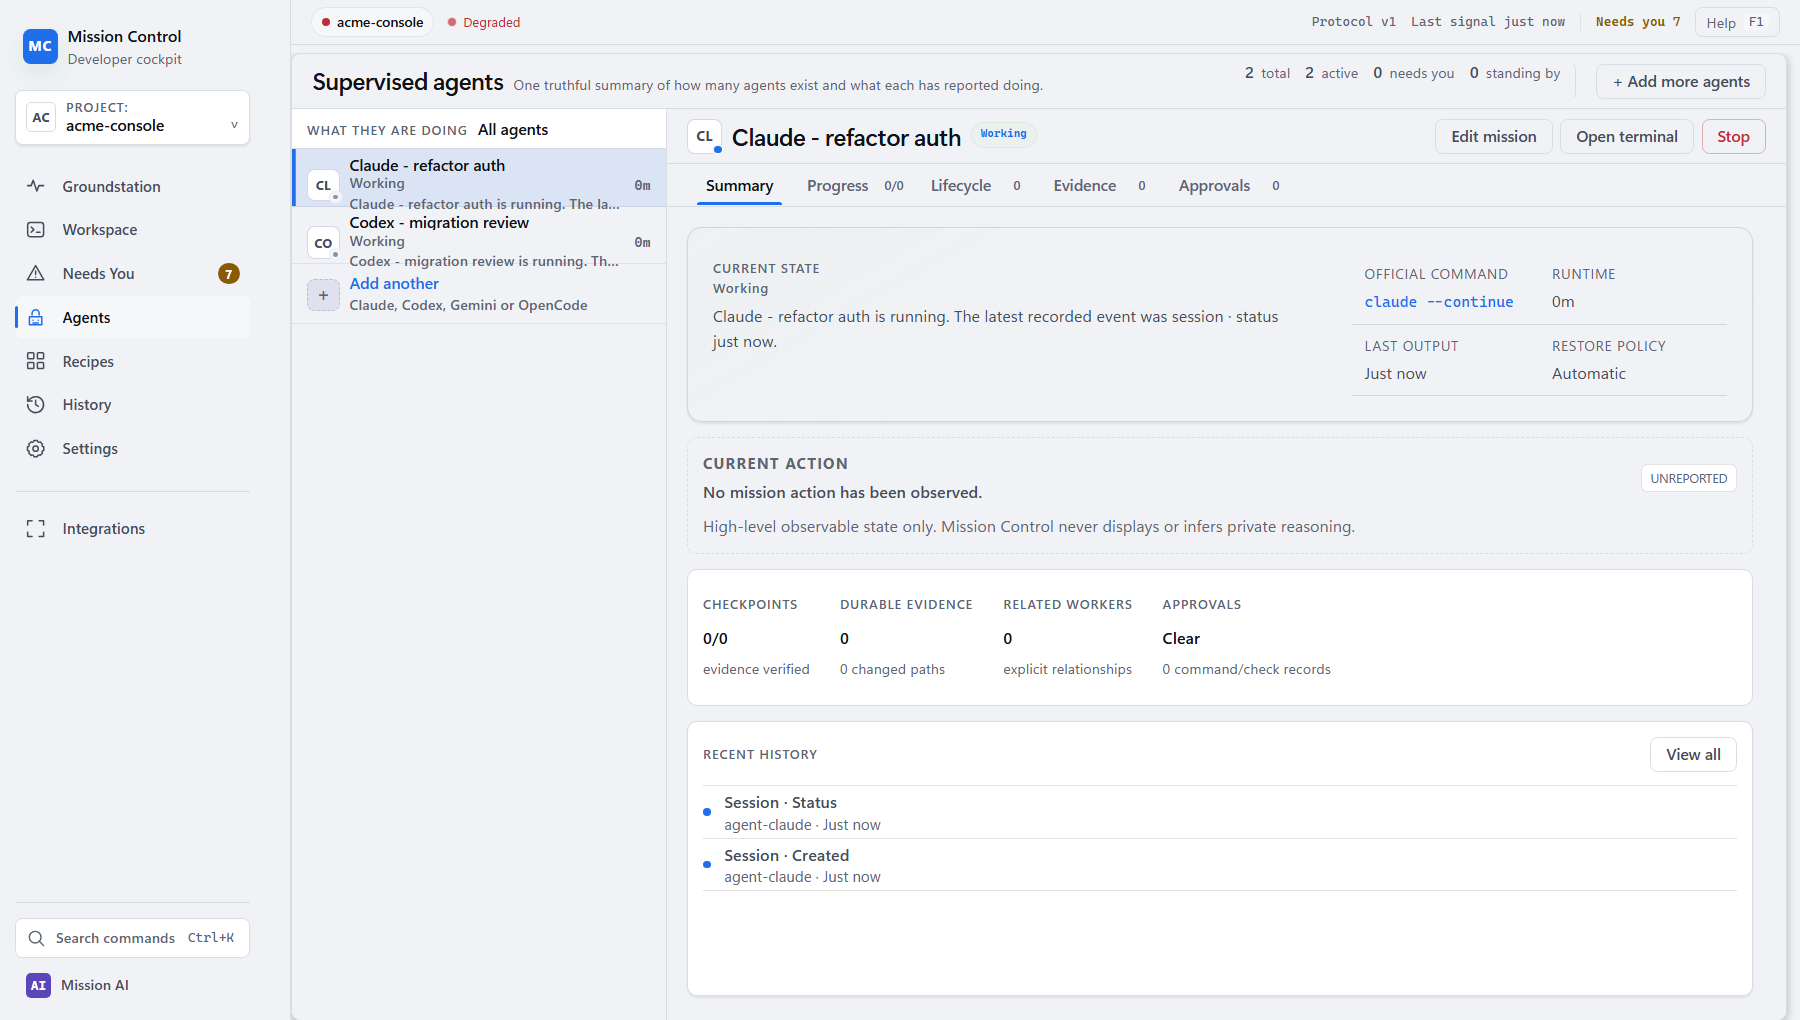 MC
Mission Control
Developer cockpit
AC
PROJECT:
acme-console
v
Groundstation
Workspace
Needs You 7
Agents
Recipes
History
Settings
Integrations
Search commands Ctrl+K
AI Mission AI
acme-console Degraded
Protocol v1 Last signal just now Needs you 7 Help F1
Supervised agents One truthful summary of how many agents exist and what each has reported doing.
2 total 2 active 0 needs you 0 standing by + Add more agents
WHAT THEY ARE DOING All agents
CL
Claude - refactor auth
Working
0m
Claude - refactor auth is running. The la...
CO
Codex - migration review
Working
0m
Codex - migration review is running. Th...
+
Add another
Claude, Codex, Gemini or OpenCode
CL Claude - refactor auth Working Edit mission Open terminal Stop
Summary Progress 0/0 Lifecycle 0 Evidence 0 Approvals 0
CURRENT STATE
Working
Claude - refactor auth is running. The latest recorded event was session · status
just now.
OFFICIAL COMMAND RUNTIME
claude --continue 0m
LAST OUTPUT RESTORE POLICY
Just now Automatic
CURRENT ACTION
No mission action has been observed.
UNREPORTED
High-level observable state only. Mission Control never displays or infers private reasoning.
CHECKPOINTS DURABLE EVIDENCE RELATED WORKERS APPROVALS
0/0 0 0 Clear
evidence verified 0 changed paths explicit relationships 0 command/check records
RECENT HISTORY View all
Session · Status
agent-claude · Just now
Session · Created
agent-claude · Just now